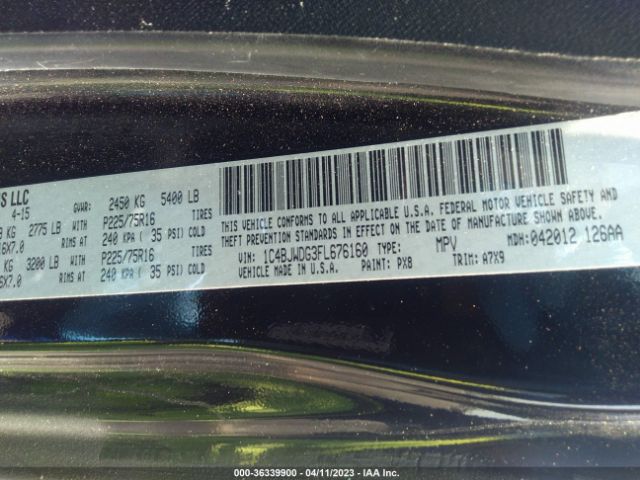 S LLC
4-15 GVWR: 2450 KG 5400 LB
KG 2775 LB WITH P225/75R16 TIRES
16X7.0 RIMS AT 240 KPA ( 35 PSI) COLD
KG 3200 LB WITH P225/75R16 TIRES
6X7.0 RIMS AT 240 KPA ( 35 PSI) COLD
THIS VEHICLE CONFORMS TO ALL APPLICABLE U.S.A. FEDERAL MOTOR VEHICLE SAFETY AND
THEFT PREVENTION STANDARDS IN EFFECT ON THE DATE OF MANUFACTURE SHOWN ABOVE.
VIN: 1C4BJWDG3FL676160 TYPE: MPV MDH: 042012 126AA
VEHICLE MADE IN U.S.A. PAINT: PX8 TRIM: A7X9
000-36339900 - 04/11/2023 - IAA Inc.